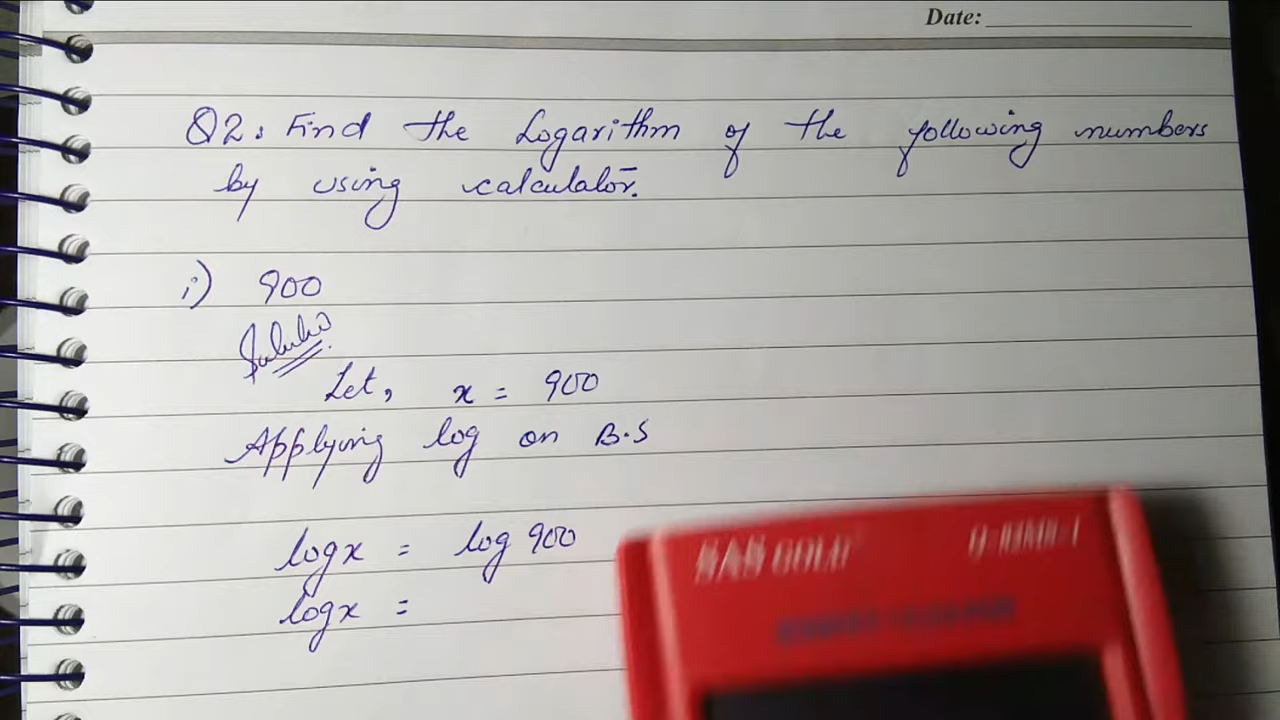 Date:
Q2. Find the Logarithm of the following numbers
by using calculator.
i) 900
Let, x = 900
Applying log on B.S
log x = log 900
log x =
GOLD